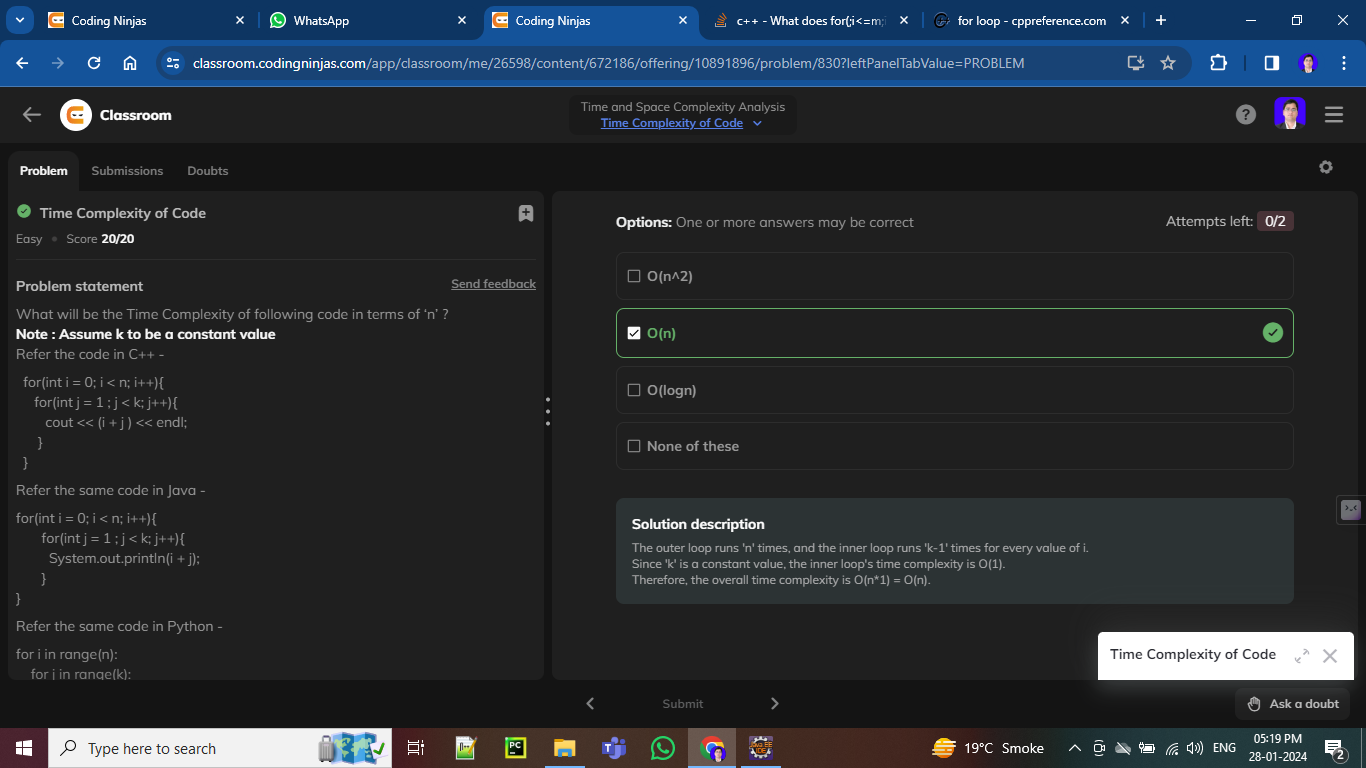 Coding Ninjas
WhatsApp
Coding Ninjas
c++ - What does for(;i<=m;i
for loop - cppreference.com
classroom.codingninjas.com/app/classroom/me/26598/content/672186/offering/10891896/problem/830?leftPanelTabValue=PROBLEM
Classroom
Time and Space Complexity Analysis
Time Complexity of Code
Problem
Submissions
Doubts
Time Complexity of Code
Easy
Score 20/20
Problem statement
Send feedback
What will be the Time Complexity of following code in terms of ‘n’ ?
Note : Assume k to be a constant value
Refer the code in C++ -
for(int i = 0; i < n; i++){
for(int j = 1 ; j < k; j++){
cout << (i + j ) << endl;
}
}
Refer the same code in Java -
for(int i = 0; i < n; i++){
for(int j = 1 ; j < k; j++){
System.out.println(i + j);
}
}
Refer the same code in Python -
for i in range(n):
for j in range(k):
Options: One or more answers may be correct
Attempts left: 0/2
O(n^2)
O(n)
O(logn)
None of these
Solution description
The outer loop runs 'n' times, and the inner loop runs 'k-1' times for every value of i.
Since 'k' is a constant value, the inner loop's time complexity is O(1).
Therefore, the overall time complexity is O(n*1) = O(n).
Time Complexity of Code
Submit
Ask a doubt
Type here to search
PC
19°C Smoke
ENG
05:19 PM
28-01-2024
2